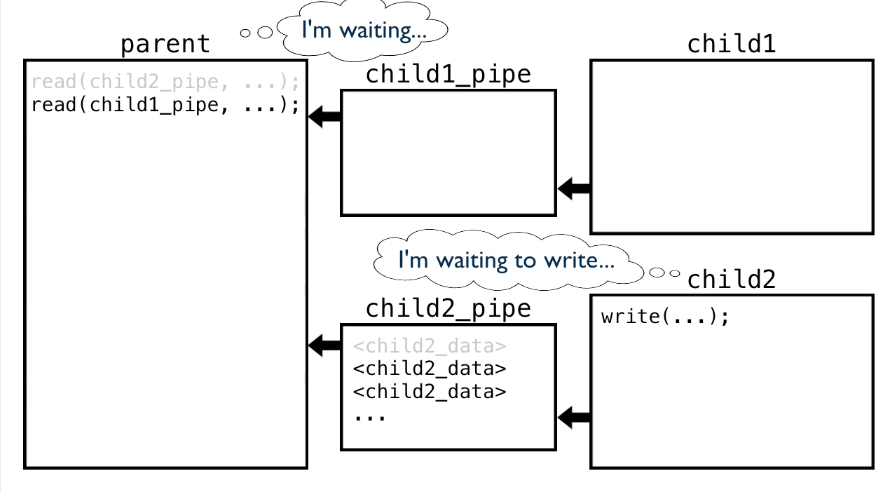 I'm waiting...
parent
child1
read(child2_pipe, ...);
read(child1_pipe, ...);
child1_pipe
I'm waiting to write...
child2
child2_pipe
write(...);
<child2_data>
<child2_data>
<child2_data>
...